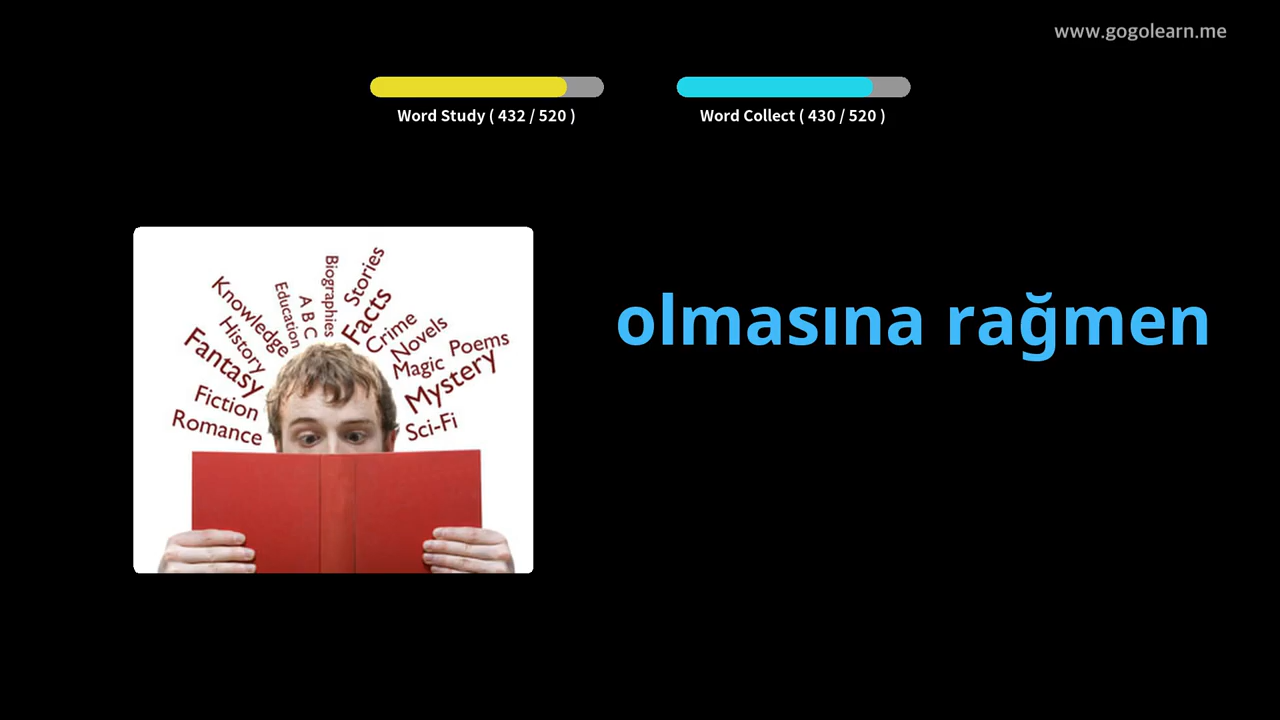 www.gogolearn.me
Word Study ( 432 / 520 )
Word Collect ( 430 / 520 )
olmasına rağmen
Stories
Biographies
Facts
A B C
Education
Knowledge
Crime
Novels
History
Poems
Magic
Fantasy
Mystery
Fiction
Sci-Fi
Romance